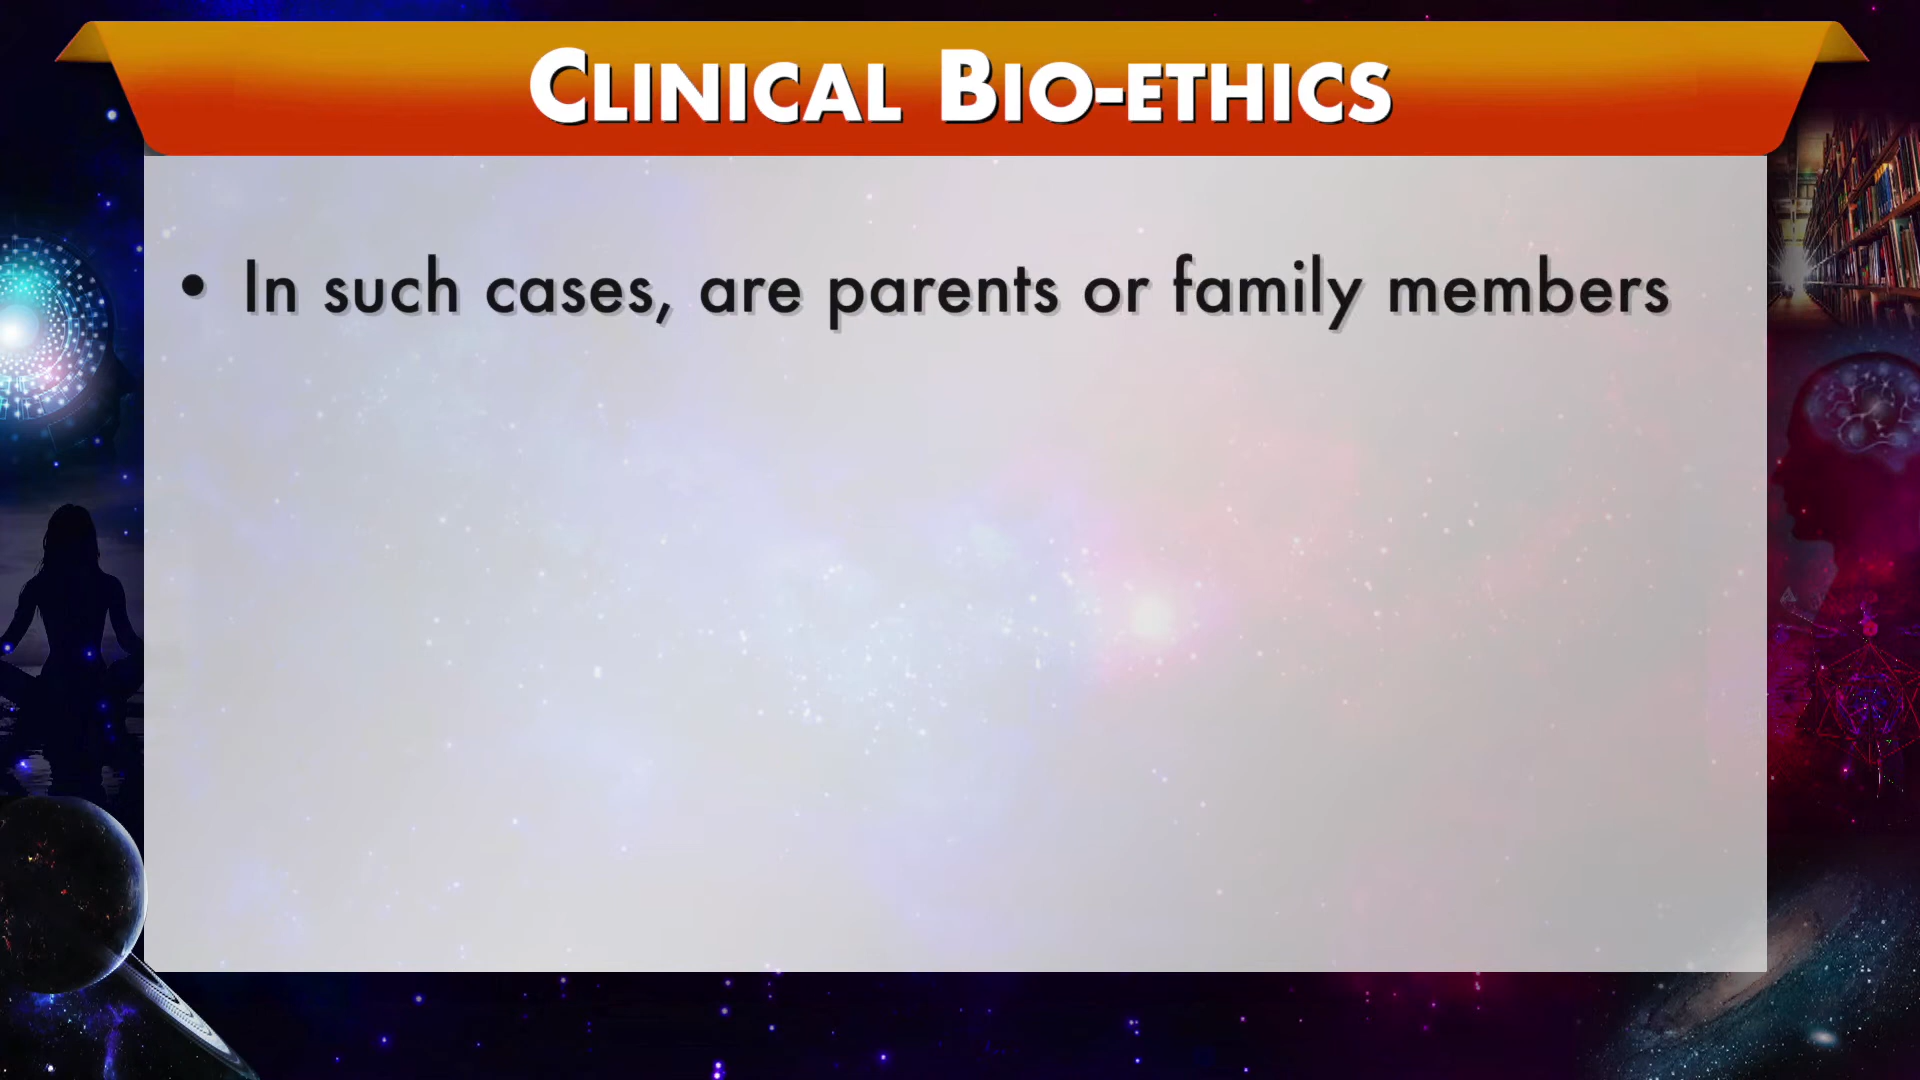 Clinical Bio-ethics
• In such cases, are parents or family members